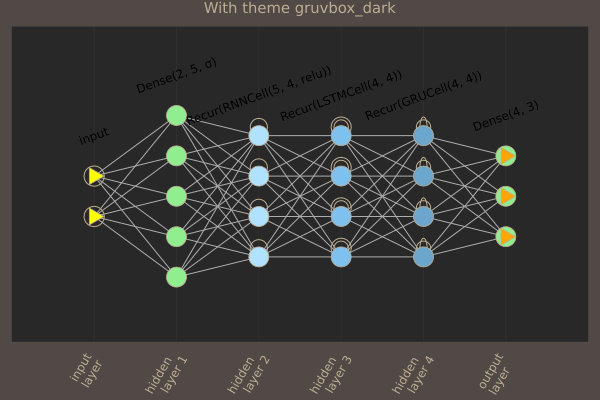 With theme gruvbox_dark
input
Dense(2, 5, σ)
Recur(RNNCell(5, 4, relu))
Recur(LSTMCell(4, 4))
Recur(GRUCell(4, 4))
Dense(4, 3)
input
layer
hidden
layer 1
hidden
layer 2
hidden
layer 3
hidden
layer 4
output
layer